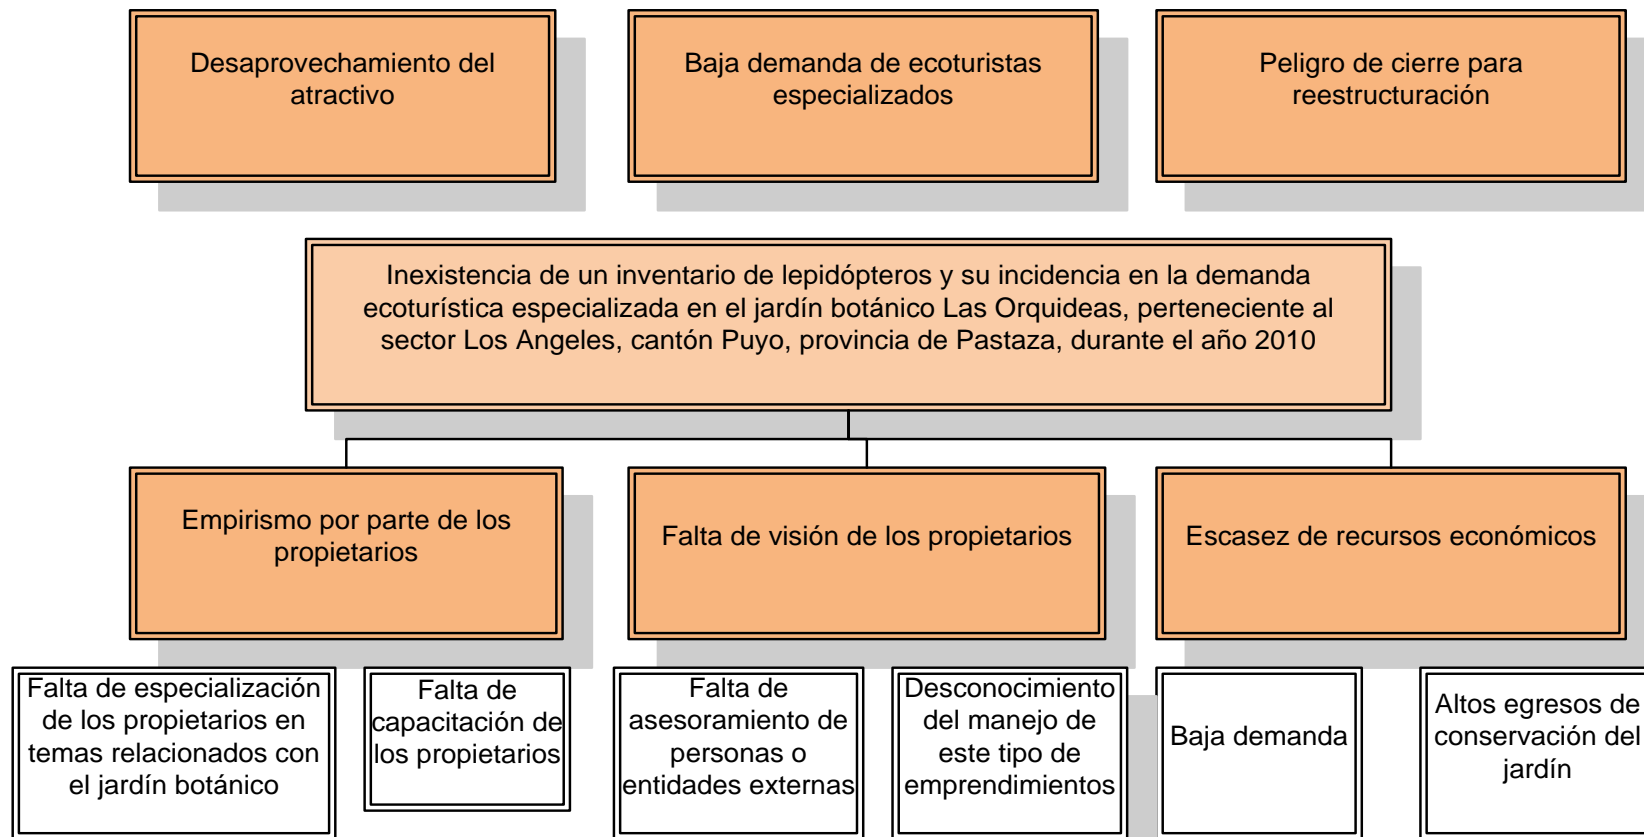 Desaprovechamiento del
atractivo
Baja demanda de ecoturistas
especializados
Peligro de cierre para
reestructuración
Inexistencia de un inventario de lepidópteros y su incidencia en la demanda
ecoturística especializada en el jardín botánico Las Orquideas, perteneciente al
sector Los Angeles, cantón Puyo, provincia de Pastaza, durante el año 2010
Empirismo por parte de los
propietarios
Falta de visión de los propietarios
Escasez de recursos económicos
Falta de especialización
de los propietarios en
temas relacionados con
el jardín botánico
Falta de
capacitación de
los propietarios
Falta de
asesoramiento de
personas o
entidades externas
Desconocimiento
del manejo de
este tipo de
emprendimientos
Baja demanda
Altos egresos de
conservación del
jardín